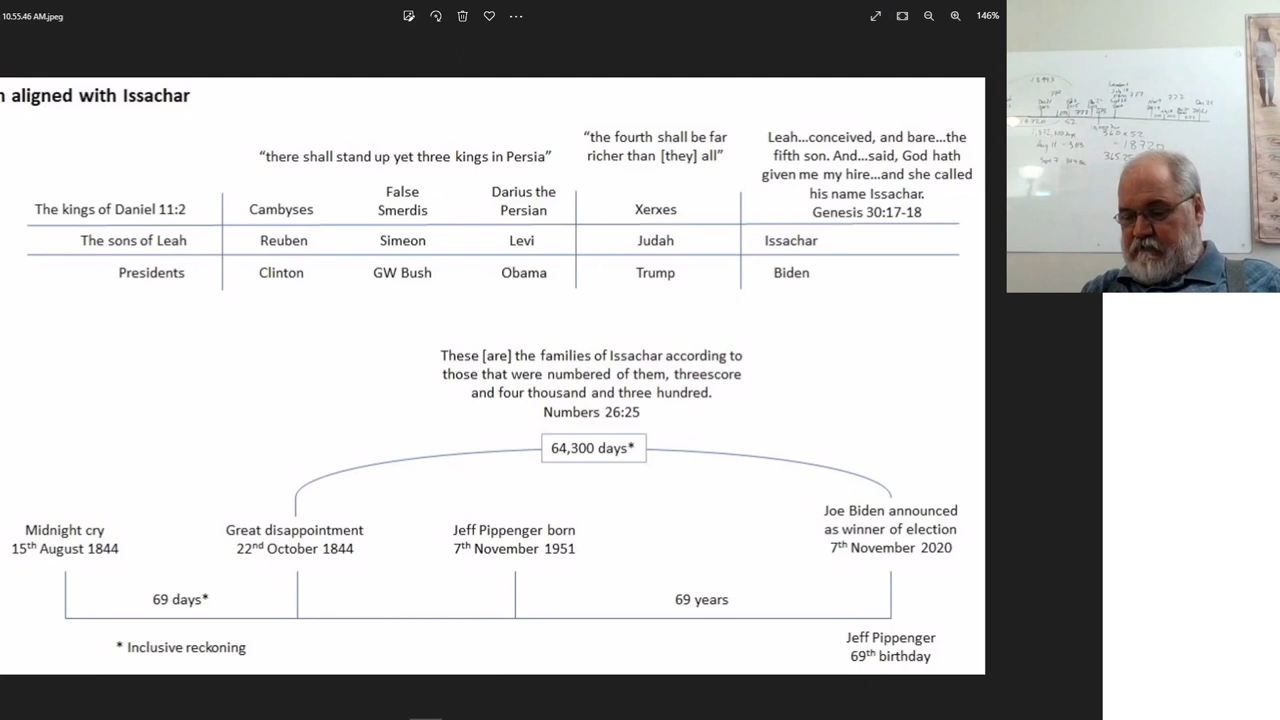 10.55.46 AM.jpeg
146%
n aligned with Issachar
"there shall stand up yet three kings in Persia"
"the fourth shall be far
richer than [they] all"
Leah...conceived, and bare...the
fifth son. And...said, God hath
given me my hire...and she called
his name Issachar.
Genesis 30:17-18
The kings of Daniel 11:2
Cambyses
False
Smerdis
Darius the
Persian
Xerxes
The sons of Leah
Reuben
Simeon
Levi
Judah
Issachar
Presidents
Clinton
GW Bush
Obama
Trump
Biden
These [are] the families of Issachar according to
those that were numbered of them, threescore
and four thousand and three hundred.
Numbers 26:25
64,300 days*
Midnight cry
15th August 1844
Great disappointment
22nd October 1844
Jeff Pippenger born
7th November 1951
Joe Biden announced
as winner of election
7th November 2020
69 days*
69 years
* Inclusive reckoning
Jeff Pippenger
69th birthday
360 x 52
- 18720